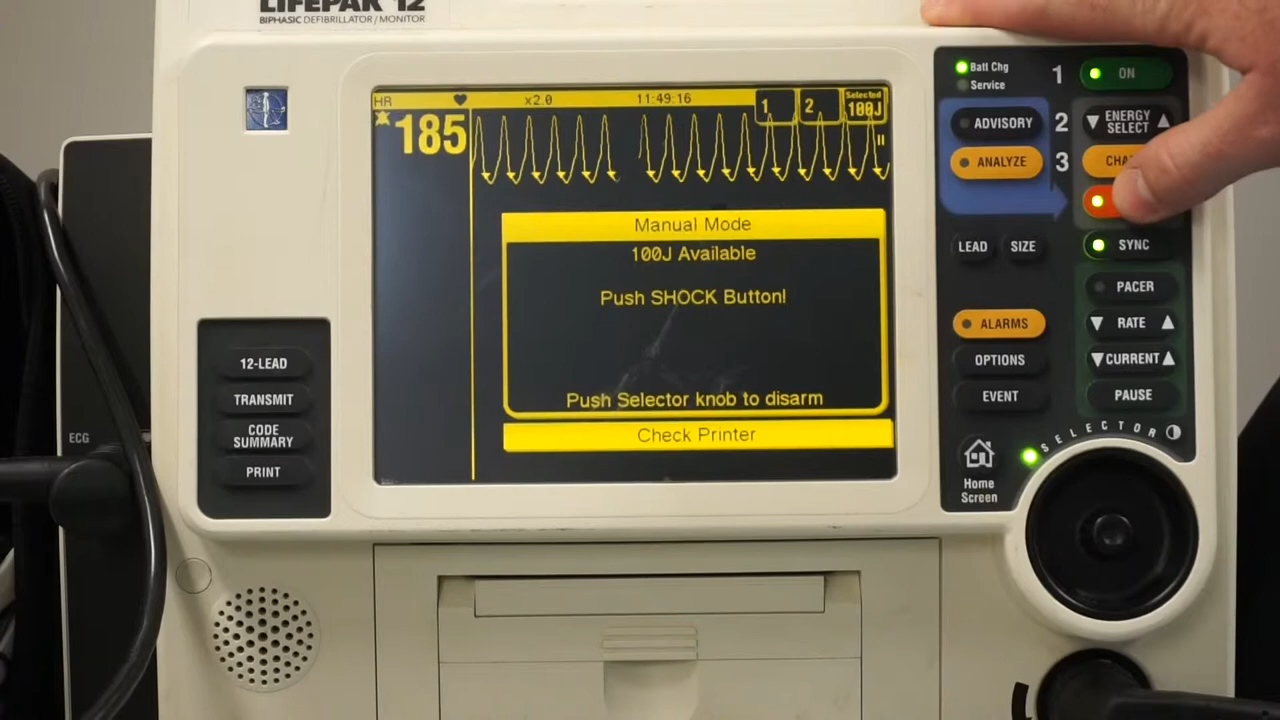 LIFEPAK 12
BIPHASIC DEFIBRILLATOR / MONITOR
HR
x2.0
11:49:16
1
2
Selected
100J
185
Manual Mode
100J Available
Push SHOCK Button!
Push Selector knob to disarm
Check Printer
12-LEAD
TRANSMIT
CODE
SUMMARY
PRINT
ECG
Batt Chg
Service
1
ON
ADVISORY
2
ENERGY
SELECT
ANALYZE
3
LEAD
SIZE
SYNC
PACER
ALARMS
RATE
OPTIONS
CURRENT
EVENT
PAUSE
SELECTOR
Home
Screen